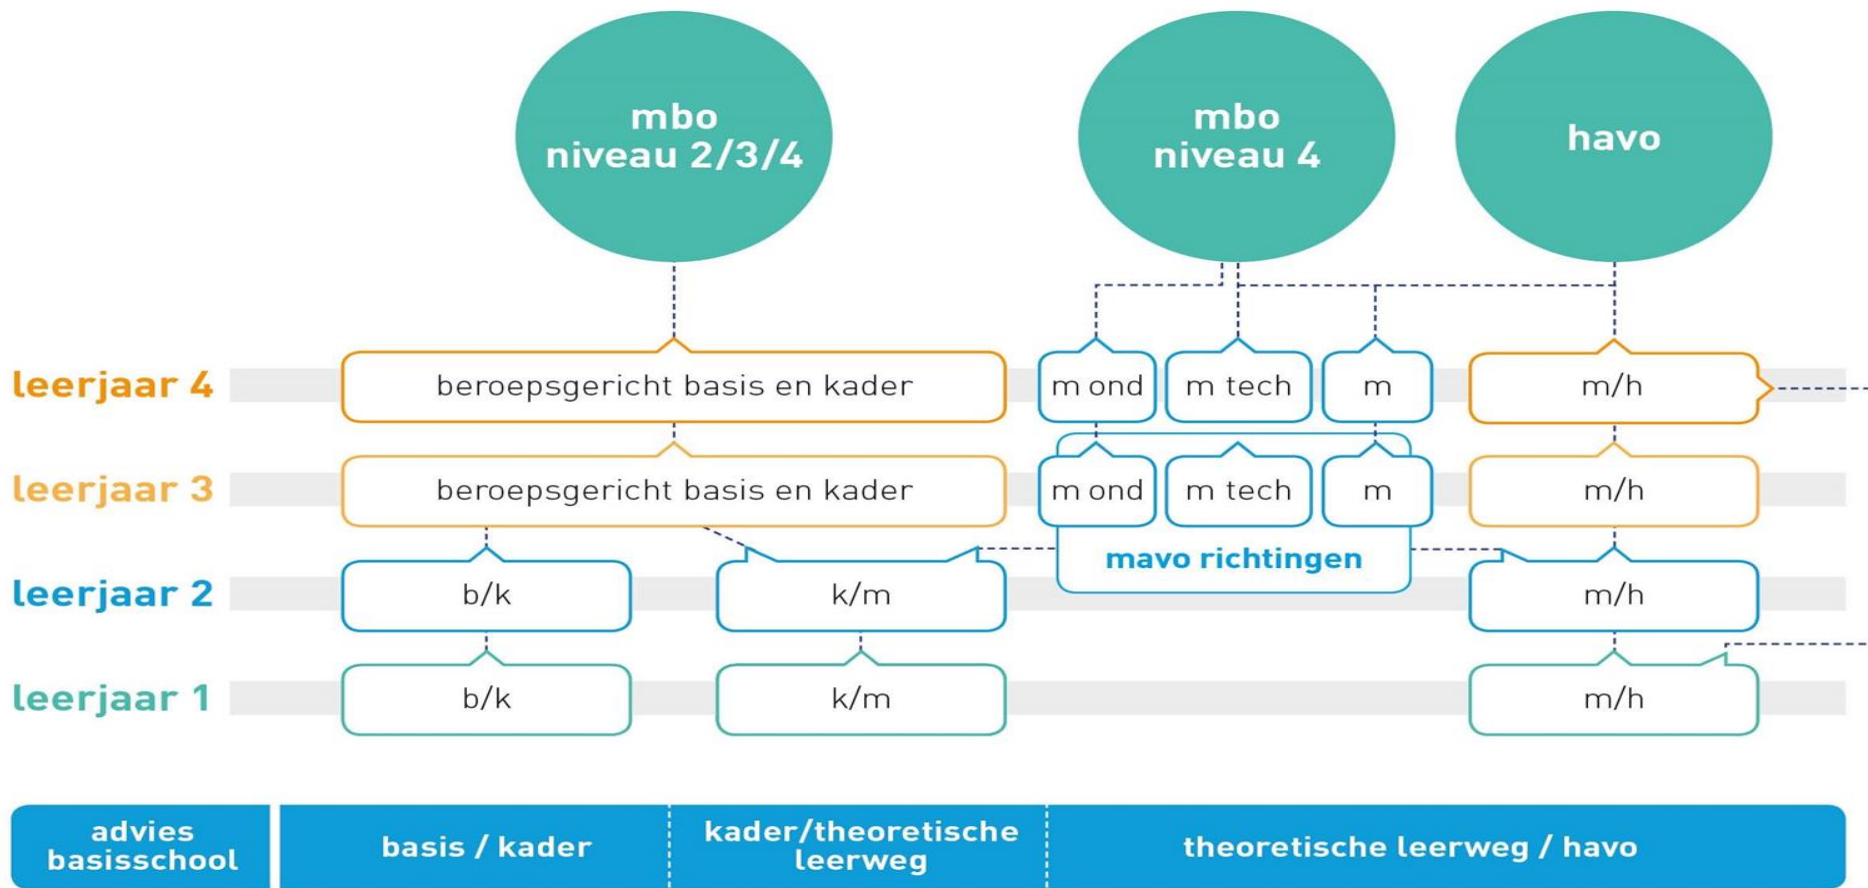 mbo
niveau 2/3/4
mbo
niveau 4
havo
leerjaar 4
beroepsgericht basis en kader
m ond
m tech
m
m/h
leerjaar 3
beroepsgericht basis en kader
m ond
m tech
m
m/h
mavo richtingen
leerjaar 2
b/k
k/m
m/h
leerjaar 1
b/k
k/m
m/h
advies
basisschool
basis / kader
kader/theoretische
leerweg
theoretische leerweg / havo